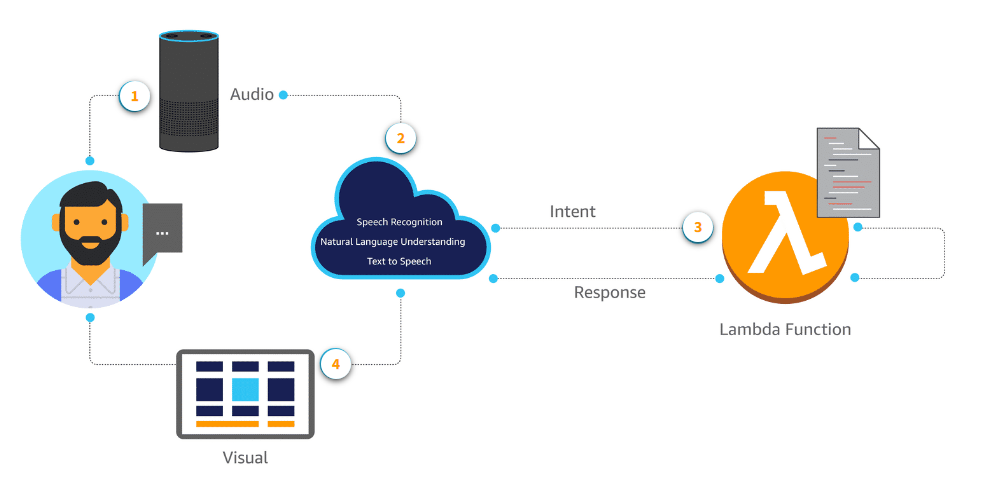 1
Audio
2
Speech Recognition
Natural Language Understanding
Text to Speech
Intent
3
Response
Lambda Function
...
4
Visual